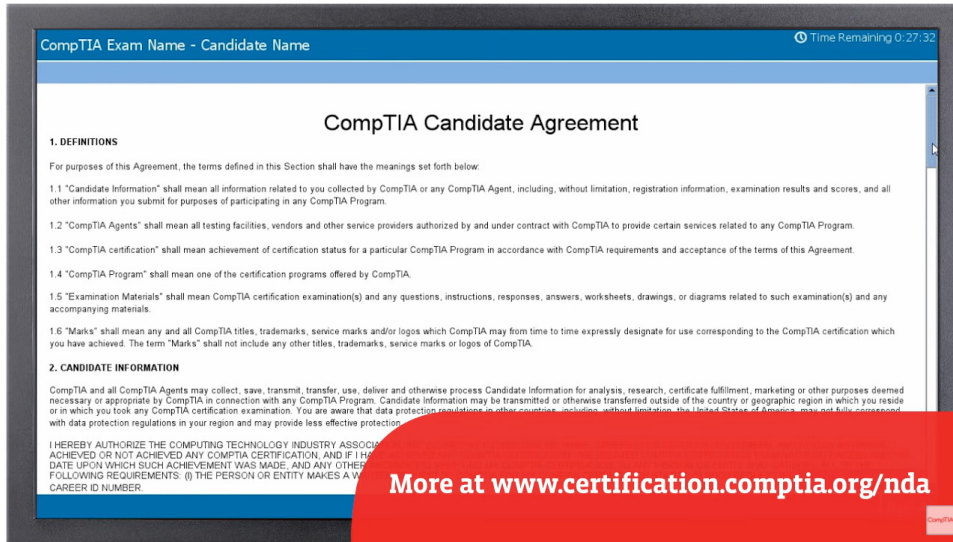 CompTIA Exam Name - Candidate Name
Time Remaining 0:27:32
CompTIA Candidate Agreement
1. DEFINITIONS
For purposes of this Agreement, the terms defined in this Section shall have the meanings set forth below:
1.1 "Candidate Information" shall mean all information related to you collected by CompTIA or any CompTIA Agent, including, without limitation, registration information, examination results and scores, and all
other information you submit for purposes of participating in any CompTIA Program.
1.2 "CompTIA Agents" shall mean all testing facilities, vendors and other service providers authorized by and under contract with CompTIA to provide certain services related to any CompTIA Program.
1.3 "CompTIA certification" shall mean achievement of certification status for a particular CompTIA Program in accordance with CompTIA requirements and acceptance of the terms of this Agreement.
1.4 "CompTIA Program" shall mean one of the certification programs offered by CompTIA.
1.5 "Examination Materials" shall mean CompTIA certification examination(s) and any questions, instructions, responses, answers, worksheets, drawings, or diagrams related to such examination(s) and any
accompanying materials.
1.6 "Marks" shall mean any and all CompTIA titles, trademarks, service marks and/or logos which CompTIA may from time to time expressly designate for use corresponding to the CompTIA certification which
you have achieved. The term "Marks" shall not include any other titles, trademarks, service marks or logos of CompTIA.
2. CANDIDATE INFORMATION
CompTIA and all CompTIA Agents may collect, save, transmit, transfer, use, deliver and otherwise process Candidate Information for analysis, research, certificate fulfillment, marketing or other purposes deemed
necessary or appropriate by CompTIA in connection with any CompTIA Program. Candidate Information may be transmitted or otherwise transferred outside of the country or geographic region in which you reside
or in which you took any CompTIA certification examination. You are aware that data protection regulations in other countries, including, without limitation, the United States of America, may not fully correspond
with data protection regulations in your region and may provide less effective protection.
I HEREBY AUTHORIZE THE COMPUTING TECHNOLOGY INDUSTRY
ACHIEVED OR NOT ACHIEVED ANY COMPTIA CERTIFICATION, AND IF I
DATE UPON WHICH SUCH ACHIEVEMENT WAS MADE, AND ANY OTHER
FOLLOWING REQUIREMENTS: (I) THE PERSON OR ENTITY MAKES A
CAREER ID NUMBER.
More at www.certification.comptia.org/nda
CompTIA